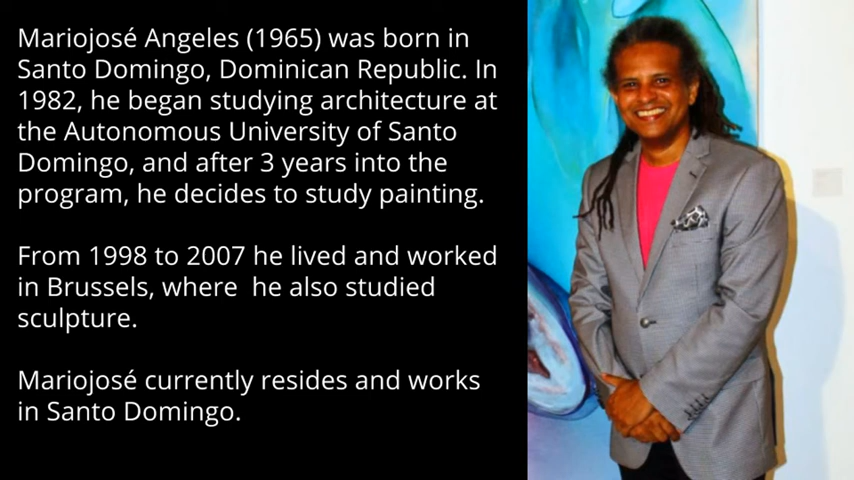 Mariojosé Angeles (1965) was born in
Santo Domingo, Dominican Republic. In
1982, he began studying architecture at
the Autonomous University of Santo
Domingo, and after 3 years into the
program, he decides to study painting.
From 1998 to 2007 he lived and worked
in Brussels, where  he also studied
sculpture.
Mariojosé currently resides and works
in Santo Domingo.